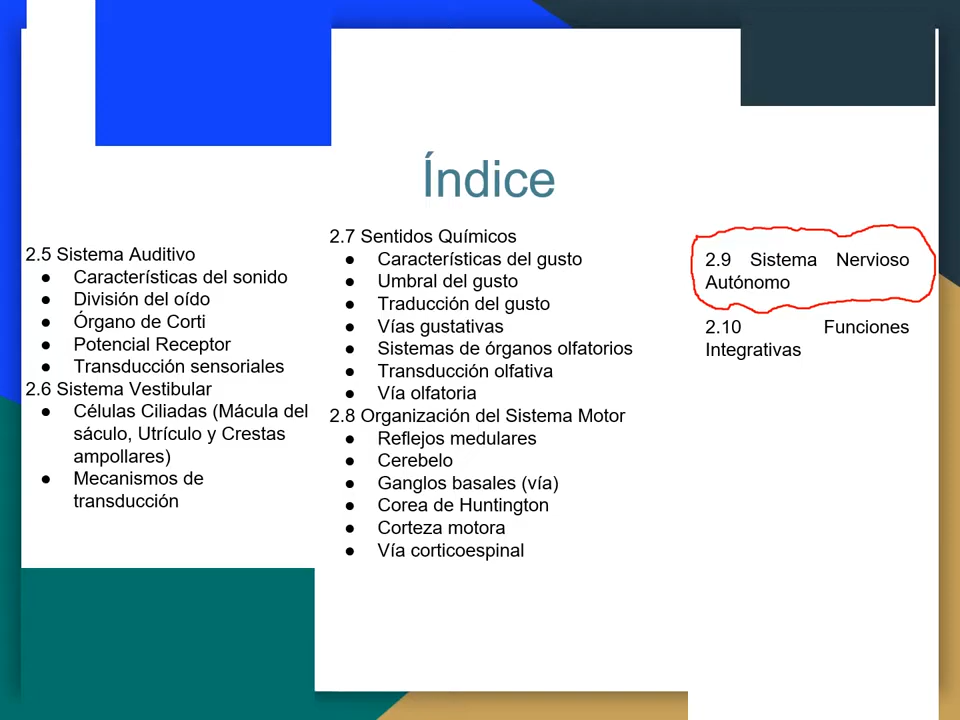 Índice
2.5 Sistema Auditivo
● Características del sonido
● División del oído
● Órgano de Corti
● Potencial Receptor
● Transducción sensoriales
2.6 Sistema Vestibular
● Células Ciliadas (Mácula del
sáculo, Utrículo y Crestas
ampollares)
● Mecanismos de
transducción
2.7 Sentidos Químicos
● Características del gusto
● Umbral del gusto
● Traducción del gusto
● Vías gustativas
● Sistemas de órganos olfatorios
● Transducción olfativa
● Vía olfatoria
2.8 Organización del Sistema Motor
● Reflejos medulares
● Cerebelo
● Ganglos basales (vía)
● Corea de Huntington
● Corteza motora
● Vía corticoespinal
2.9 Sistema Nervioso
Autónomo
2.10 Funciones
Integrativas